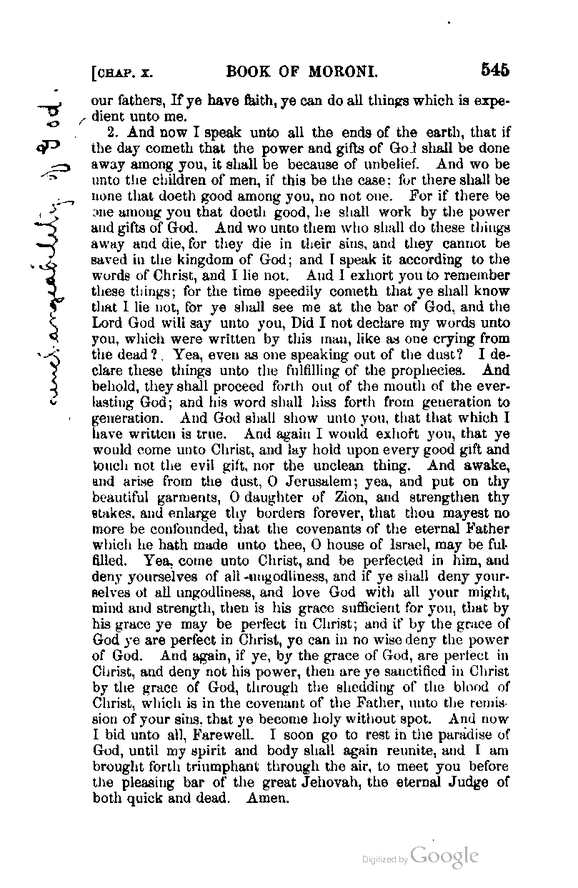 [CHAP. X. BOOK OF MORONI. 545
our fathers, If ye have faith, ye can do all things which is expe-
dient unto me.
2. And now I speak unto all the ends of the earth, that if
the day cometh that the power and gifts of God shall be done
away among you, it shall be because of unbelief. And wo be
unto the children of men, if this be the case; for there shall be
none that doeth good among you, no not one. For if there be
one among you that doeth good, he shall work by the power
and gifts of God. And wo unto them who shall do these things
away and die, for they die in their sins, and they cannot be
saved in the kingdom of God; and I speak it according to the
words of Christ, and I lie not. And I exhort you to remember
these things; for the time speedily cometh that ye shall know
that I lie not, for ye shall see me at the bar of God, and the
Lord God will say unto you, Did I not declare my words unto
you, which were written by this man, like as one crying from
the dead? Yea, even as one speaking out of the dust? I de-
clare these things unto the fulfilling of the prophecies. And
behold, they shall proceed forth out of the mouth of the ever-
lasting God; and his word shall hiss forth from generation to
generation. And God shall show unto you, that that which I
have written is true. And again I would exhort you, that ye
would come unto Christ, and lay hold upon every good gift and
touch not the evil gift, nor the unclean thing. And awake,
and arise from the dust, O Jerusalem; yea, and put on thy
beautiful garments, O daughter of Zion, and strengthen thy
stakes, and enlarge thy borders forever, that thou mayest no
more be confounded, that the covenants of the eternal Father
which he hath made unto thee, O house of Israel, may be ful-
filled. Yea, come unto Christ, and be perfected in him, and
deny yourselves of all ungodliness, and if ye shall deny your-
selves of all ungodliness, and love God with all your might,
mind and strength, then is his grace sufficient for you, that by
his grace ye may be perfect in Christ; and if by the grace of
God ye are perfect in Christ, ye can in no wise deny the power
of God. And again, if ye, by the grace of God, are perfect in
Christ, and deny not his power, then are ye sanctified in Christ
by the grace of God, through the shedding of the blood of
Christ, which is in the covenant of the Father, unto the remis-
sion of your sins, that ye become holy without spot. And now
I bid unto all, Farewell. I soon go to rest in the paradise of
God, until my spirit and body shall again reunite, and I am
brought forth triumphant through the air, to meet you before
the pleasing bar of the great Jehovah, the eternal Judge of
both quick and dead. Amen.
unchangeability of God.
Digitized by Google